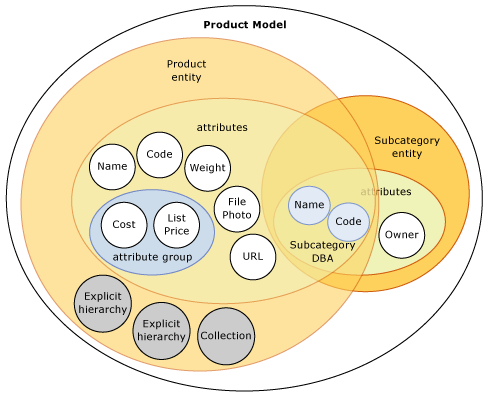 Product Model
Product
entity
attributes
Name
Code
Weight
File
Photo
URL
Cost
List
Price
attribute group
Explicit
hierarchy
Explicit
hierarchy
Collection
Subcategory
entity
attributes
Name
Code
Subcategory
DBA
Owner